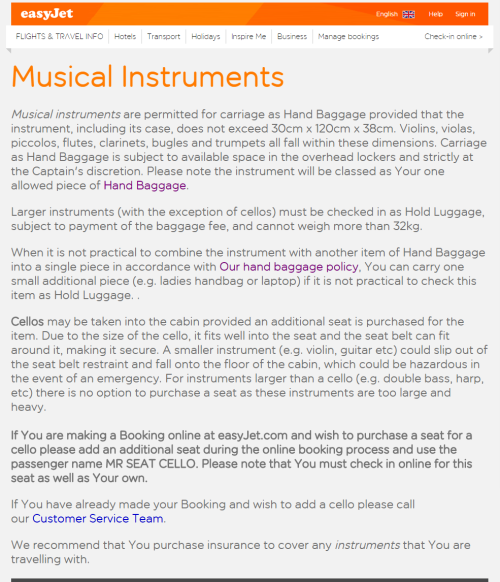 easyJet
English Help Sign in
FLIGHTS & TRAVEL INFO Hotels Transport Holidays Inspire Me Business Manage bookings Check-in online >
Musical Instruments
Musical instruments are permitted for carriage as Hand Baggage provided that the
instrument, including its case, does not exceed 30cm x 120cm x 38cm. Violins, violas,
piccolos, flutes, clarinets, bugles and trumpets all fall within these dimensions. Carriage
as Hand Baggage is subject to available space in the overhead lockers and strictly at
the Captain's discretion. Please note the instrument will be classed as Your one
allowed piece of Hand Baggage.
Larger instruments (with the exception of cellos) must be checked in as Hold Luggage,
subject to payment of the baggage fee, and cannot weigh more than 32kg.
When it is not practical to combine the instrument with another item of Hand Baggage
into a single piece in accordance with Our hand baggage policy, You can carry one
small additional piece (e.g. ladies handbag or laptop) if it is not practical to check this
item as Hold Luggage. .
Cellos may be taken into the cabin provided an additional seat is purchased for the
item. Due to the size of the cello, it fits well into the seat and the seat belt can fit
around it, making it secure. A smaller instrument (e.g. violin, guitar etc) could slip out of
the seat belt restraint and fall onto the floor of the cabin, which could be hazardous in
the event of an emergency. For instruments larger than a cello (e.g. double bass, harp,
etc) there is no option to purchase a seat as these instruments are too large and
heavy.
If You are making a Booking online at easyJet.com and wish to purchase a seat for a
cello please add an additional seat during the online booking process and use the
passenger name MR SEAT CELLO. Please note that You must check in online for this
seat as well as Your own.
If You have already made your Booking and wish to add a cello please call
our Customer Service Team.
We recommend that You purchase insurance to cover any instruments that You are
travelling with.